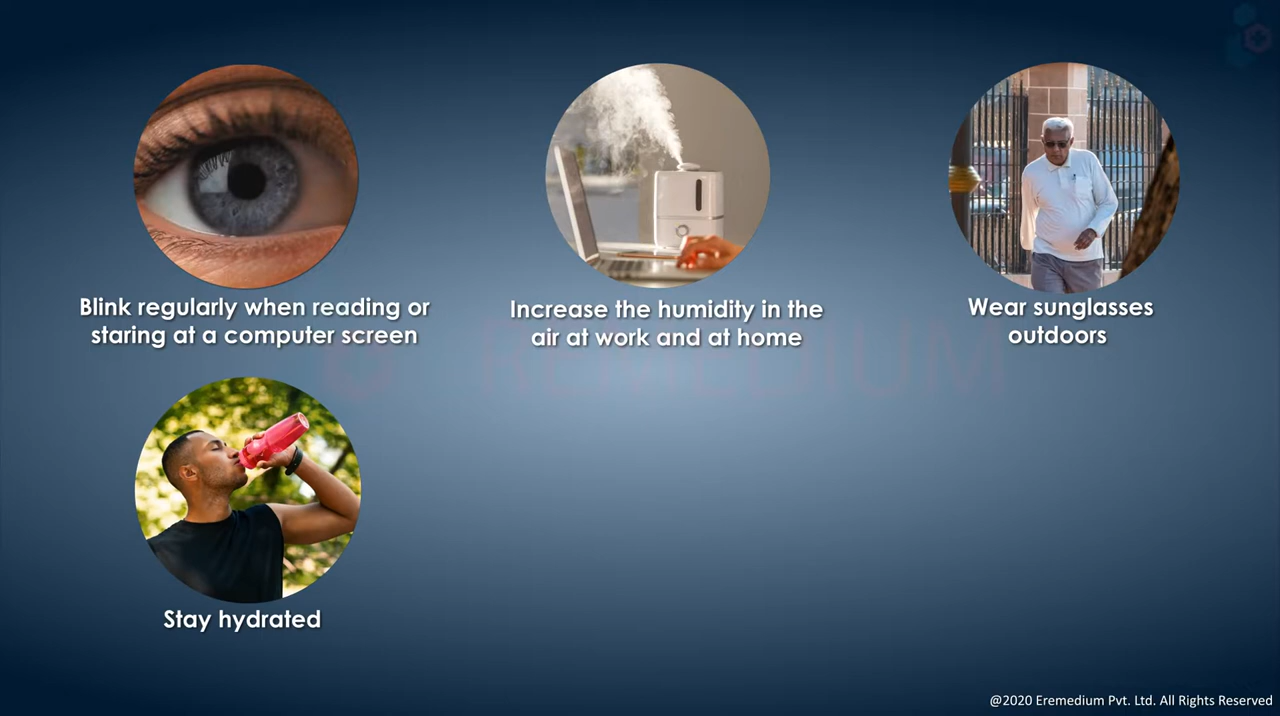 Blink regularly when reading or
staring at a computer screen
Increase the humidity in the
air at work and at home
Wear sunglasses
outdoors
Stay hydrated
@2020 Eremedium Pvt. Ltd. All Rights Reserved